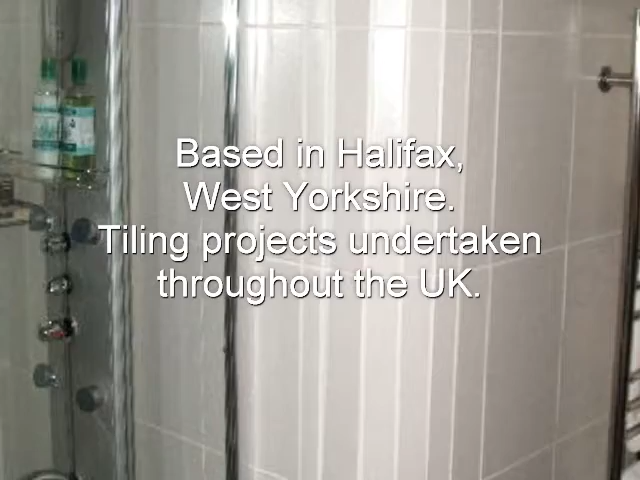 Based in Halifax,
West Yorkshire.
Tiling projects undertaken
throughout the UK.